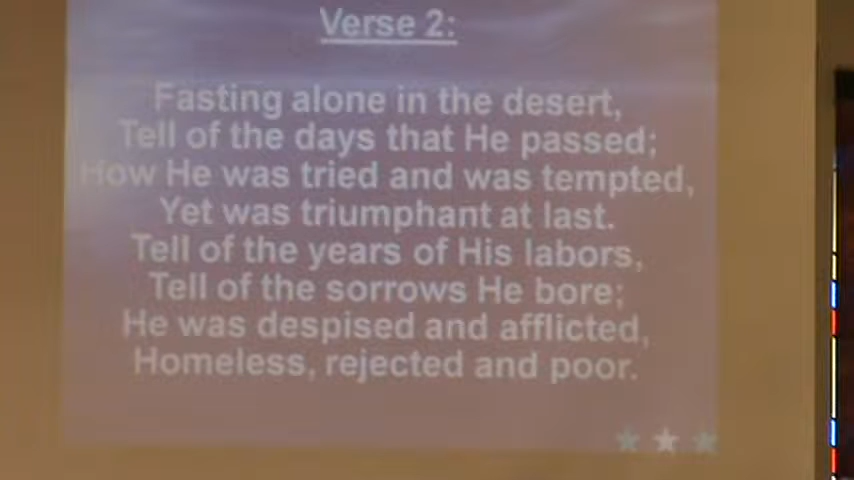 Verse 2:
Fasting alone in the desert,
Tell of the days that He passed;
How He was tried and was tempted,
Yet was triumphant at last.
Tell of the years of His labors,
Tell of the sorrows He bore;
He was despised and afflicted,
Homeless, rejected and poor.